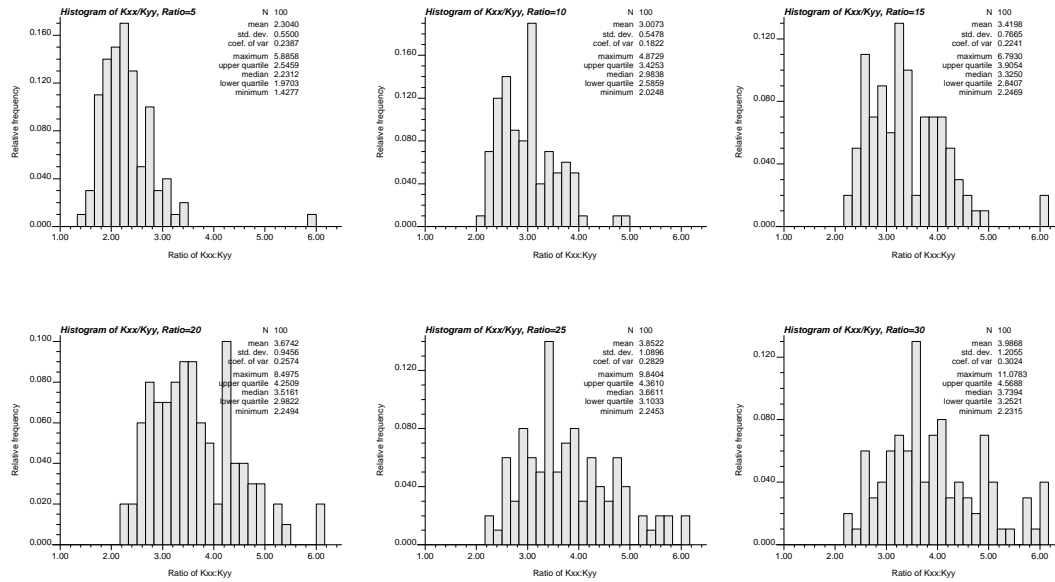 Histogram of Kxx/Kyy, Ratio=5
N 100
mean 2.3040
std. dev. 0.5500
coef. of var 0.2387
maximum 5.8858
upper quartile 2.5459
median 2.2312
lower quartile 1.9703
minimum 1.4277
Relative frequency
0.160
0.120
0.080
0.040
0.000
1.00 2.00 3.00 4.00 5.00 6.00
Ratio of Kxx:Kyy
Histogram of Kxx/Kyy, Ratio=10
N 100
mean 3.0073
std. dev. 0.5478
coef. of var 0.1822
maximum 4.8729
upper quartile 3.4253
median 2.9838
lower quartile 2.5859
minimum 2.0248
Relative frequency
0.160
0.120
0.080
0.040
0.000
1.00 2.00 3.00 4.00 5.00 6.00
Ratio of Kxx:Kyy
Histogram of Kxx/Kyy, Ratio=15
N 100
mean 3.4198
std. dev. 0.7665
coef. of var 0.2241
maximum 6.7930
upper quartile 3.9054
median 3.3250
lower quartile 2.8407
minimum 2.2469
Relative frequency
0.120
0.080
0.040
0.000
1.00 2.00 3.00 4.00 5.00 6.00
Ratio of Kxx:Kyy
Histogram of Kxx/Kyy, Ratio=20
N 100
mean 3.6742
std. dev. 0.9456
coef. of var 0.2574
maximum 8.4975
upper quartile 4.2509
median 3.5161
lower quartile 2.9822
minimum 2.2494
Relative frequency
0.100
0.080
0.060
0.040
0.020
0.000
1.00 2.00 3.00 4.00 5.00 6.00
Ratio of Kxx:Kyy
Histogram of Kxx/Kyy, Ratio=25
N 100
mean 3.8522
std. dev. 1.0896
coef. of var 0.2829
maximum 9.8404
upper quartile 4.3610
median 3.6611
lower quartile 3.1033
minimum 2.2453
Relative frequency
0.120
0.080
0.040
0.000
1.00 2.00 3.00 4.00 5.00 6.00
Ratio of Kxx:Kyy
Histogram of Kxx/Kyy, Ratio=30
N 100
mean 3.9868
std. dev. 1.2055
coef. of var 0.3024
maximum 11.0783
upper quartile 4.5688
median 3.7394
lower quartile 3.2521
minimum 2.2315
Relative frequency
0.120
0.080
0.040
0.000
1.00 2.00 3.00 4.00 5.00 6.00
Ratio of Kxx:Kyy